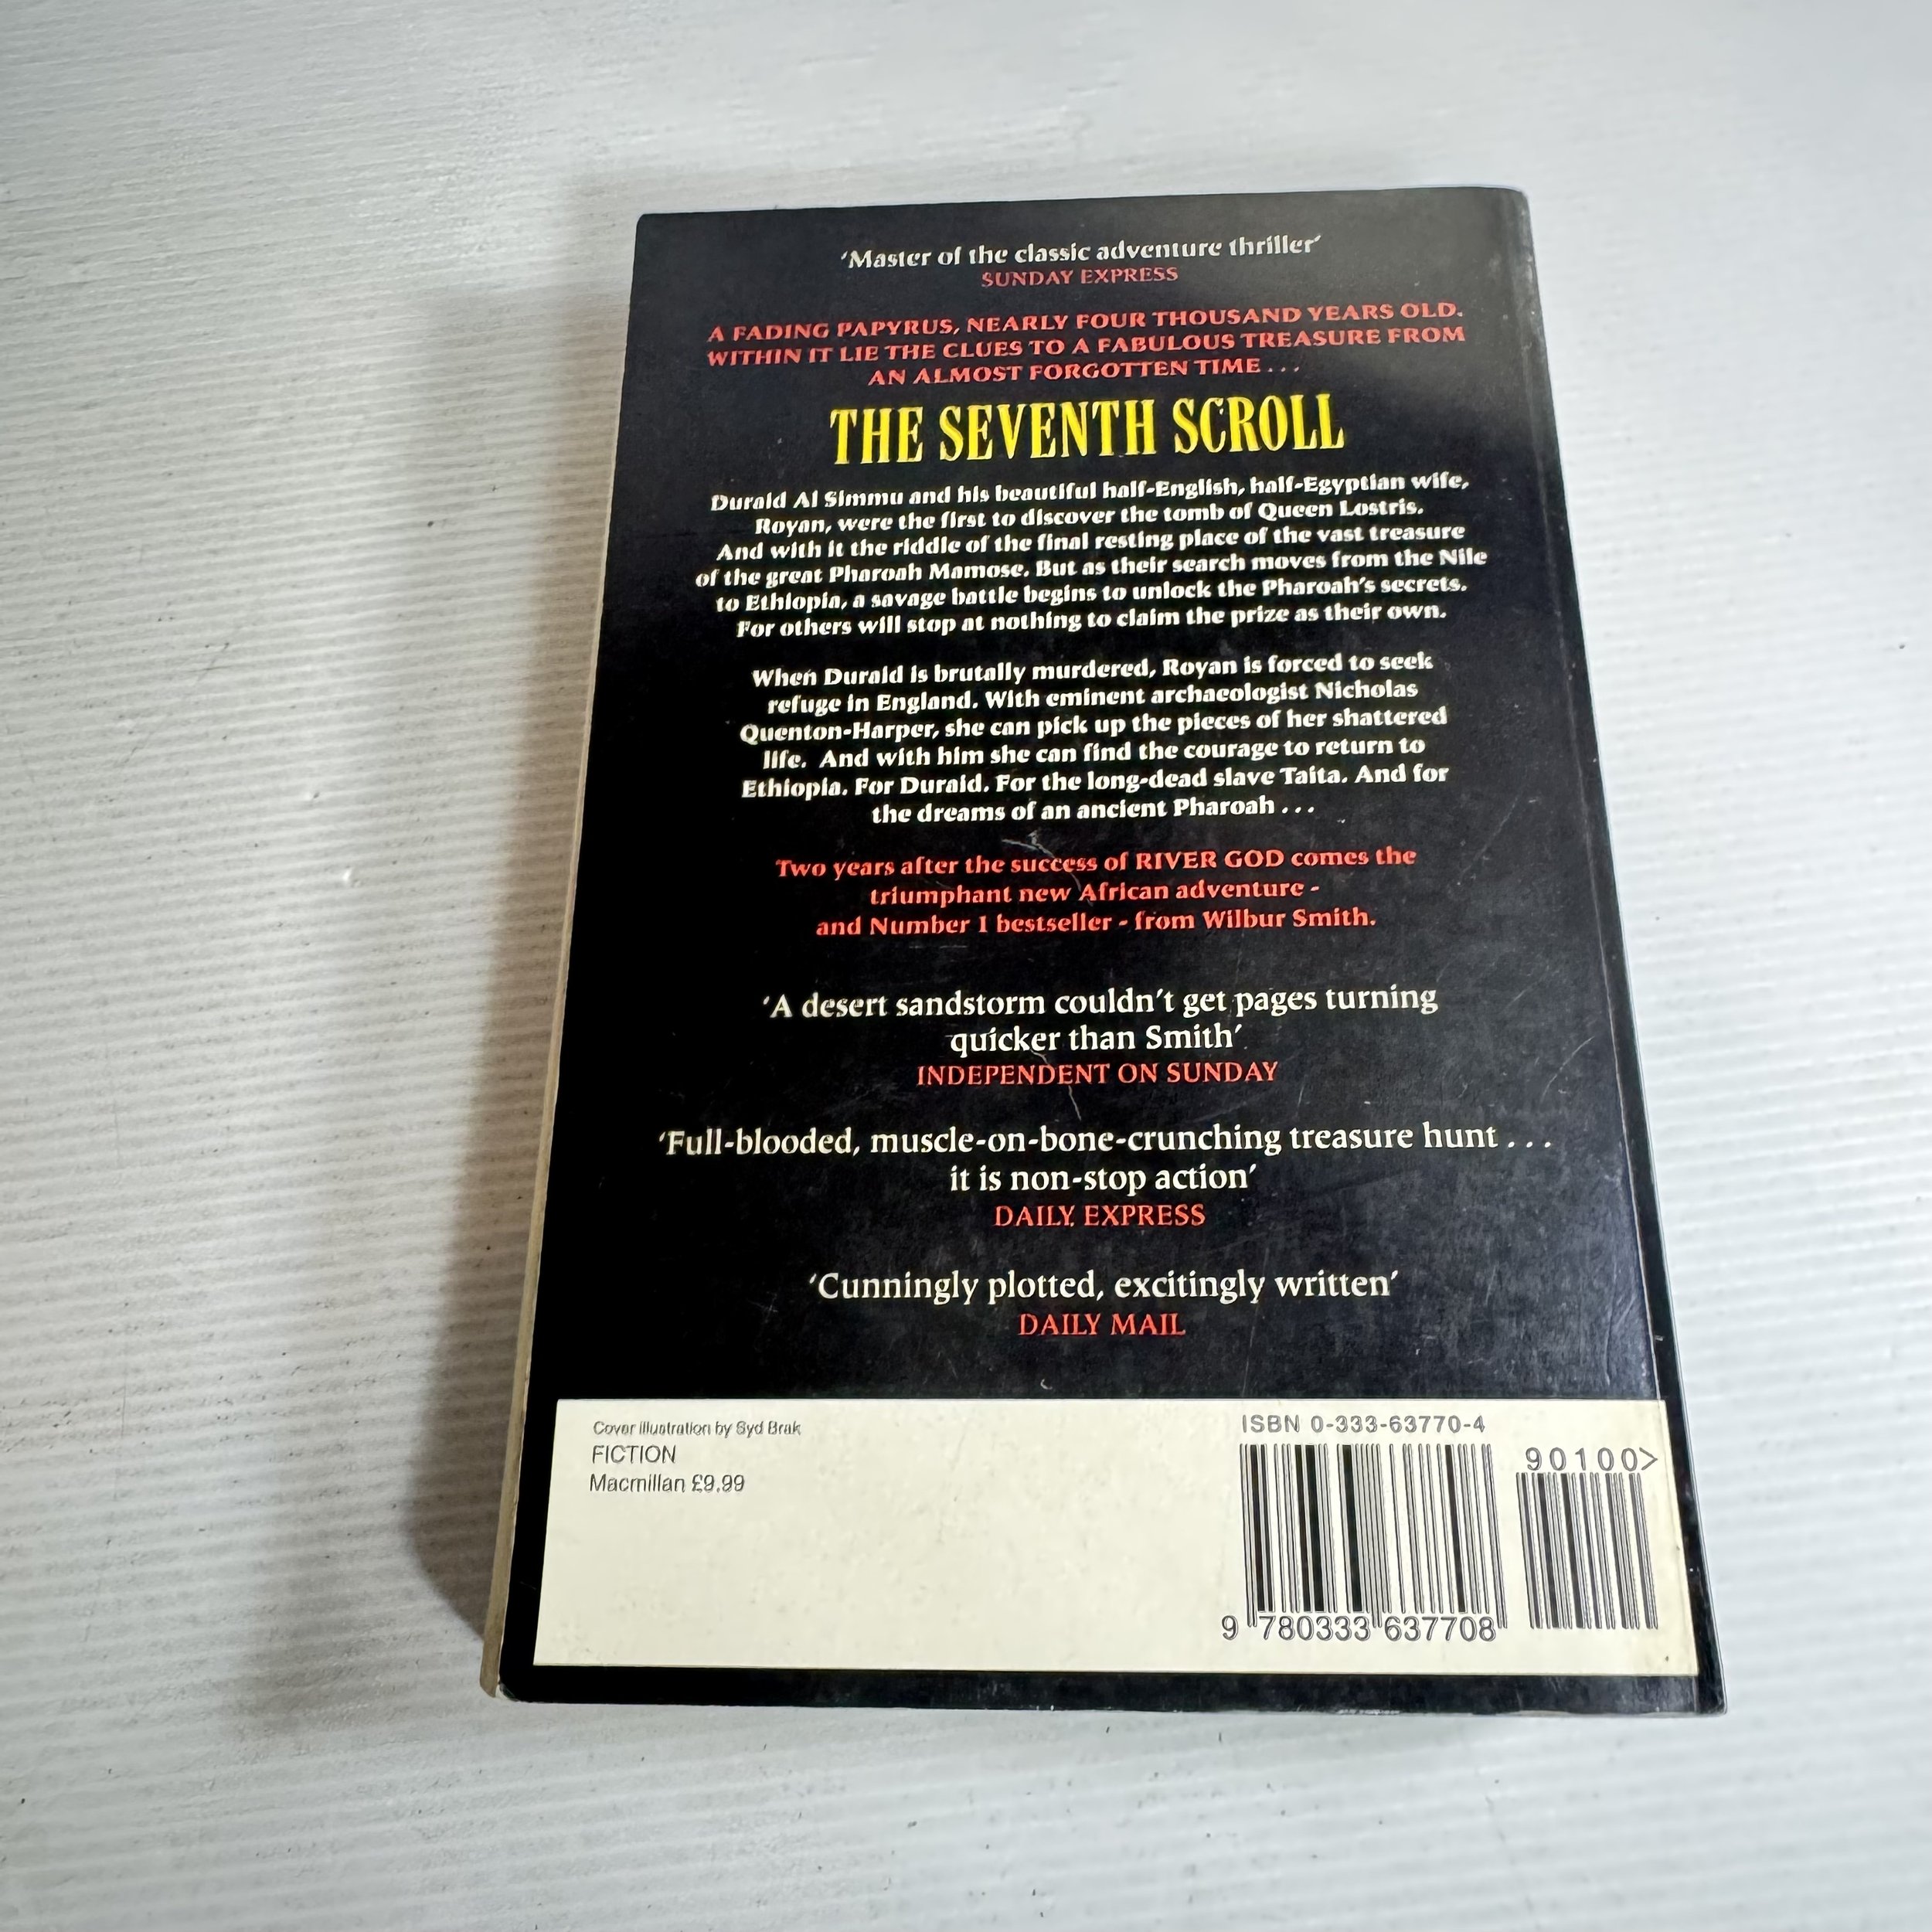 ‘Master of the classic adventure thriller’
SUNDAY EXPRESS
A FADING PAPYRUS, NEARLY FOUR THOUSAND YEARS OLD.
WITHIN IT LIE THE CLUES TO A FABULOUS TREASURE FROM
AN ALMOST FORGOTTEN TIME . . .
THE SEVENTH SCROLL
Duraid Al Simmu and his beautiful half-English, half-Egyptian wife,
Royan, were the first to discover the tomb of Queen Lostris.
And with it the riddle of the final resting place of the vast treasure
of the great Pharoah Mamose. But as their search moves from the Nile
to Ethiopia, a savage battle begins to unlock the Pharoah's secrets.
For others will stop at nothing to claim the prize as their own.
When Duraid is brutally murdered, Royan is forced to seek
refuge in England. With eminent archaeologist Nicholas
Quenton-Harper, she can pick up the pieces of her shattered
life. And with him she can find the courage to return to
Ethiopia. For Duraid. For the long-dead slave Taita. And for
the dreams of an ancient Pharoah . . .
Two years after the success of RIVER GOD comes the
triumphant new African adventure -
and Number 1 bestseller - from Wilbur Smith.
‘A desert sandstorm couldn't get pages turning
quicker than Smith’
INDEPENDENT ON SUNDAY
‘Full-blooded, muscle-on-bone-crunching treasure hunt . . .
it is non-stop action’
DAILY EXPRESS
‘Cunningly plotted, excitingly written’
DAILY MAIL
Cover illustration by Syd Brak
FICTION
Macmillan £9.99
ISBN 0-333-63770-4
90100>
9 780333 637708